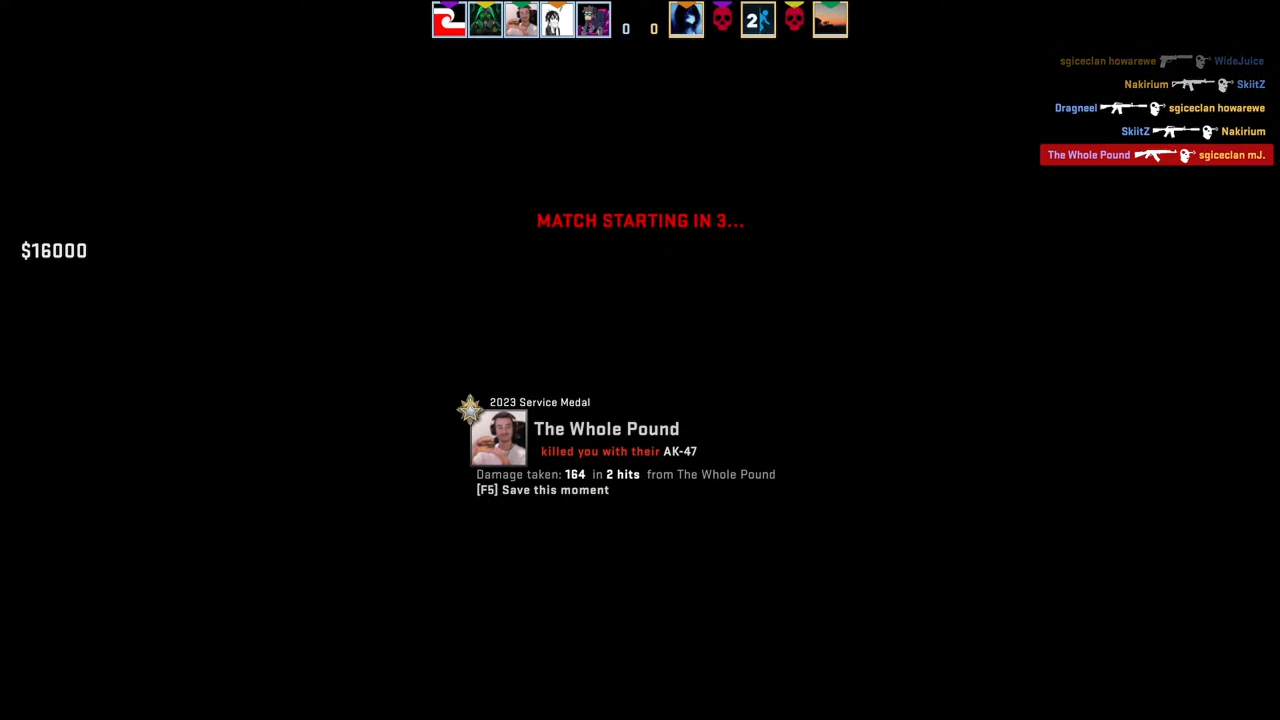 0 0 2
sgiceclan howarewe WideJuice
Nakirium SkiitZ
Dragneel sgiceclan howarewe
SkiitZ Nakirium
The Whole Pound sgiceclan mJ.
MATCH STARTING IN 3...
$16000
2023 Service Medal
The Whole Pound
killed you with their AK-47
Damage taken: 164 in 2 hits from The Whole Pound
[F5] Save this moment